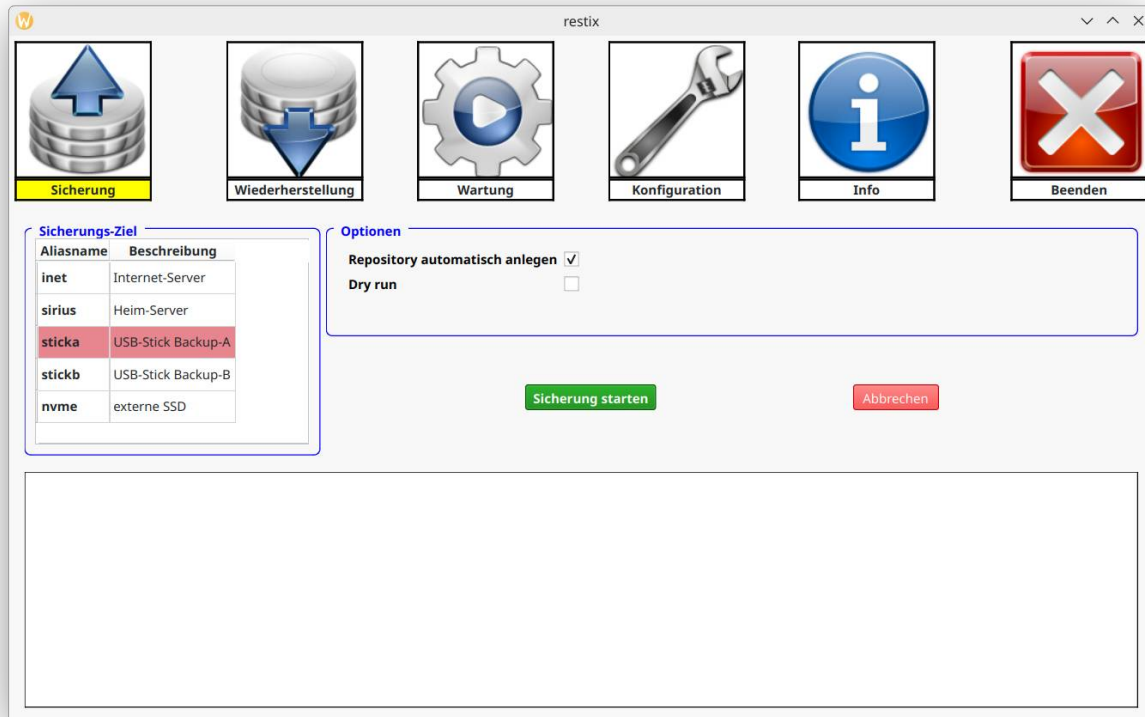 restix
Sicherung
Wiederherstellung
Wartung
Konfiguration
Info
Beenden
Sicherungs-Ziel
Aliasname Beschreibung
inet Internet-Server
sirius Heim-Server
sticka USB-Stick Backup-A
stickb USB-Stick Backup-B
nvme externe SSD
Optionen
Repository automatisch anlegen
Dry run
Sicherung starten
Abbrechen